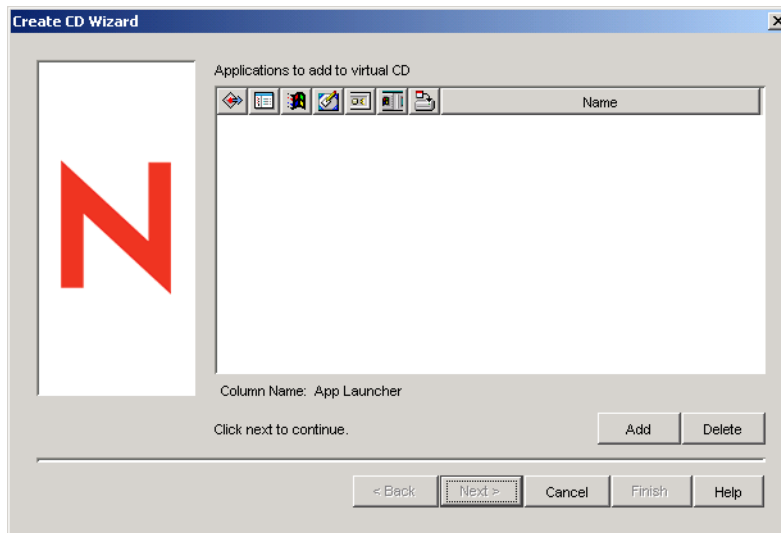 Create CD Wizard
Applications to add to virtual CD
Name
N
Column Name: App Launcher
Click next to continue.
Add
Delete
< Back
Next >
Cancel
Finish
Help